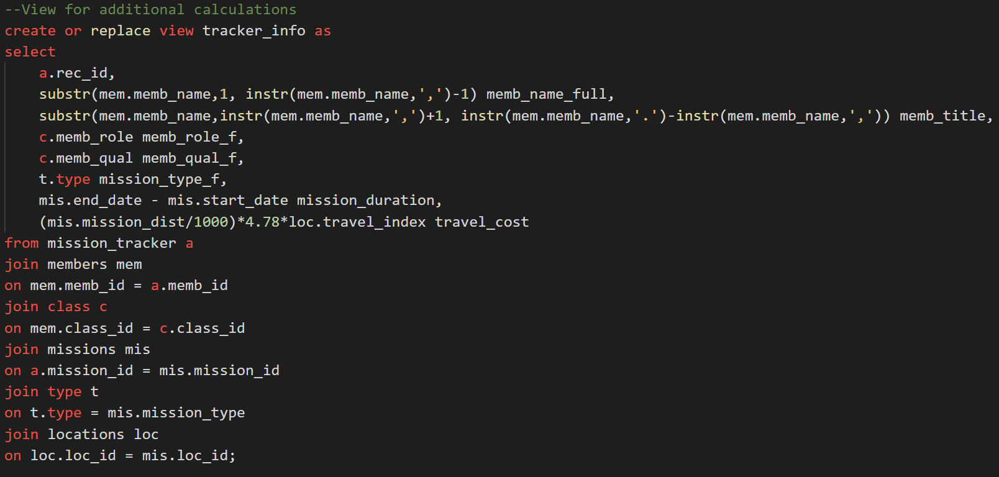 --View for additional calculations
create or replace view tracker_info as
select
    a.rec_id,
    substr(mem.memb_name,1, instr(mem.memb_name,',')-1) memb_name_full,
    substr(mem.memb_name,instr(mem.memb_name,',')+1, instr(mem.memb_name,'.')-instr(mem.memb_name,',')) memb_title,
    c.memb_role memb_role_f,
    c.memb_qual memb_qual_f,
    t.type mission_type_f,
    mis.end_date - mis.start_date mission_duration,
    (mis.mission_dist/1000)*4.78*loc.travel_index travel_cost
from mission_tracker a
join members mem
on mem.memb_id = a.memb_id
join class c
on mem.class_id = c.class_id
join missions mis
on a.mission_id = mis.mission_id
join type t
on t.type = mis.mission_type
join locations loc
on loc.loc_id = mis.loc_id;